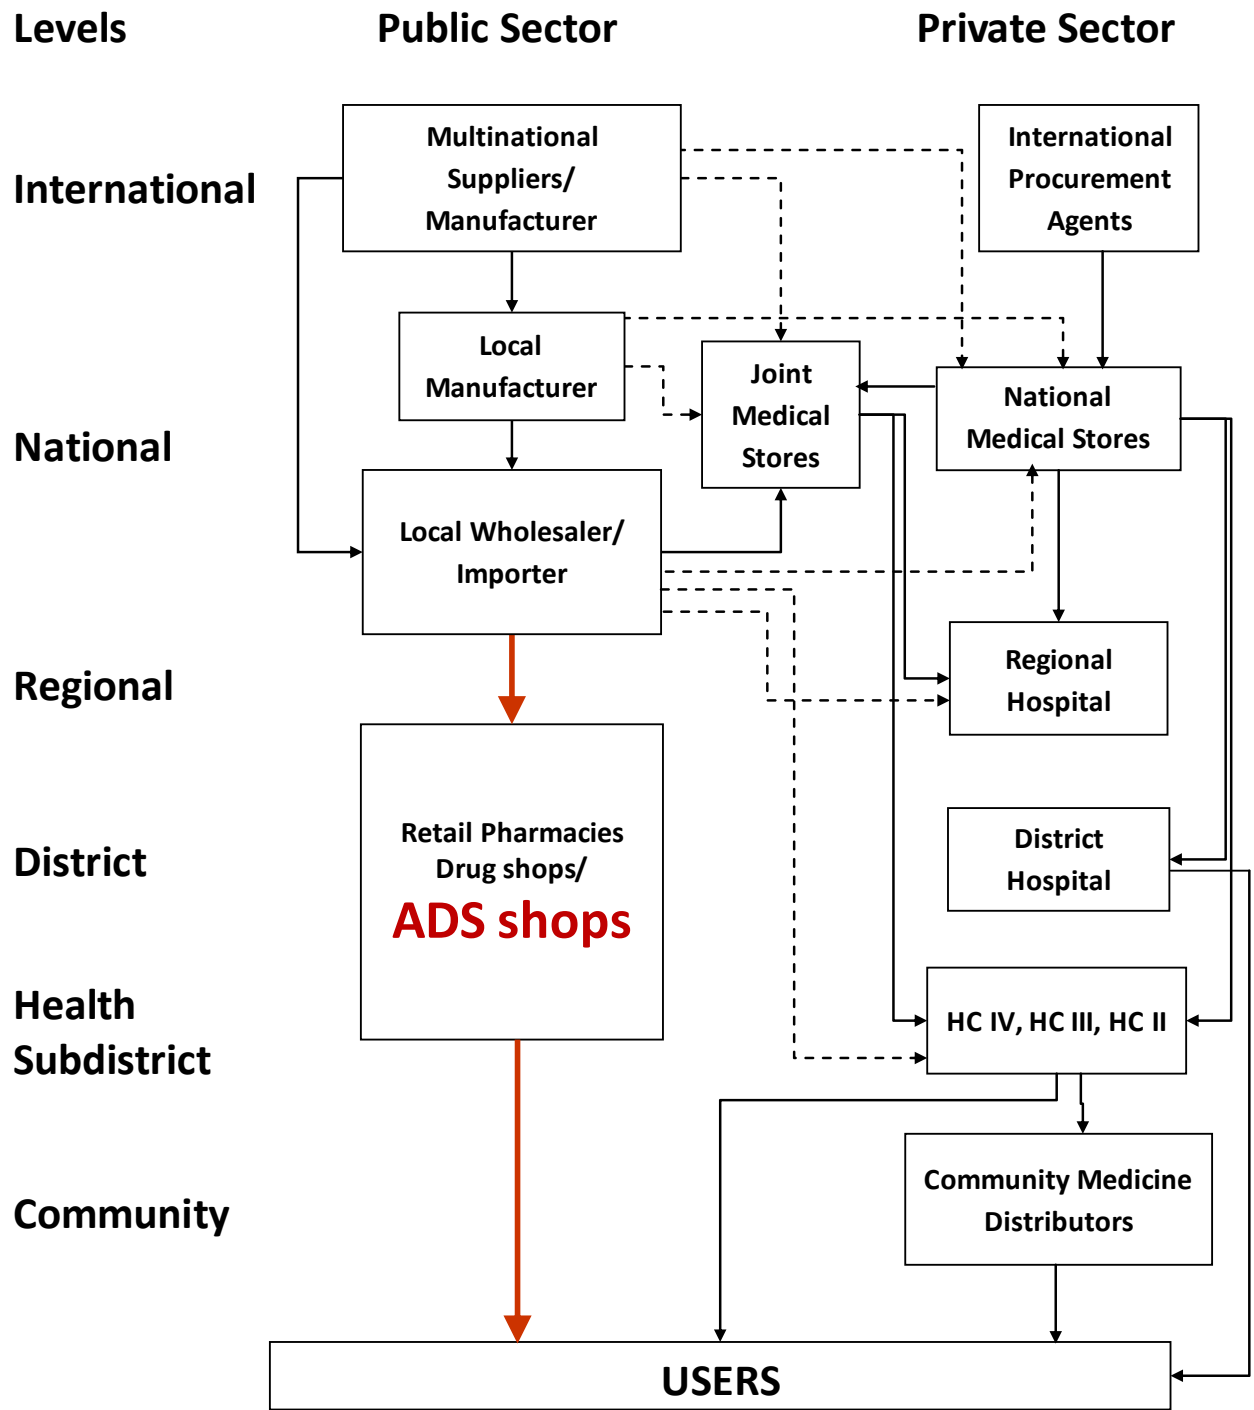 Levels
Public Sector
Private Sector
International
Multinational
Suppliers/
Manufacturer
International
Procurement
Agents
Local
Manufacturer
Joint
Medical
Stores
National
Medical Stores
National
Local Wholesaler/
Importer
Regional
Regional
Hospital
District
Retail Pharmacies
Drug shops/
ADS shops
District
Hospital
Health
Subdistrict
HC IV, HC III, HC II
Community
Community Medicine
Distributors
USERS